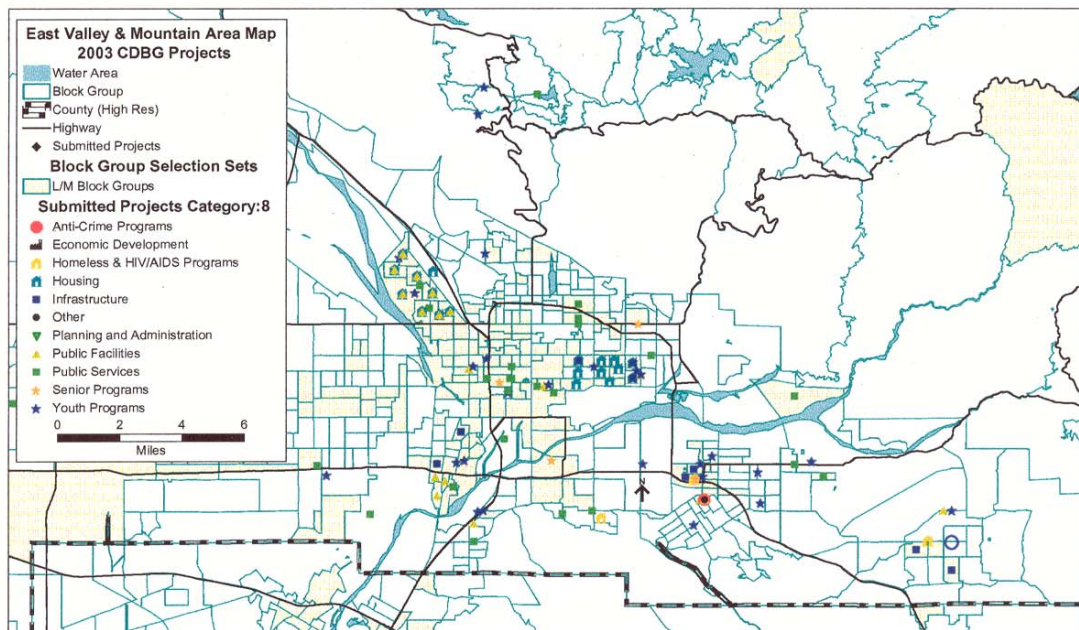 East Valley & Mountain Area Map
2003 CDBG Projects
Water Area
Block Group
County (High Res)
Highway
Submitted Projects
Block Group Selection Sets
L/M Block Groups
Submitted Projects Category:8
Anti-Crime Programs
Economic Development
Homeless & HIV/AIDS Programs
Housing
Infrastructure
Other
Planning and Administration
Public Facilities
Public Services
Senior Programs
Youth Programs
0 2 4 6
Miles
N